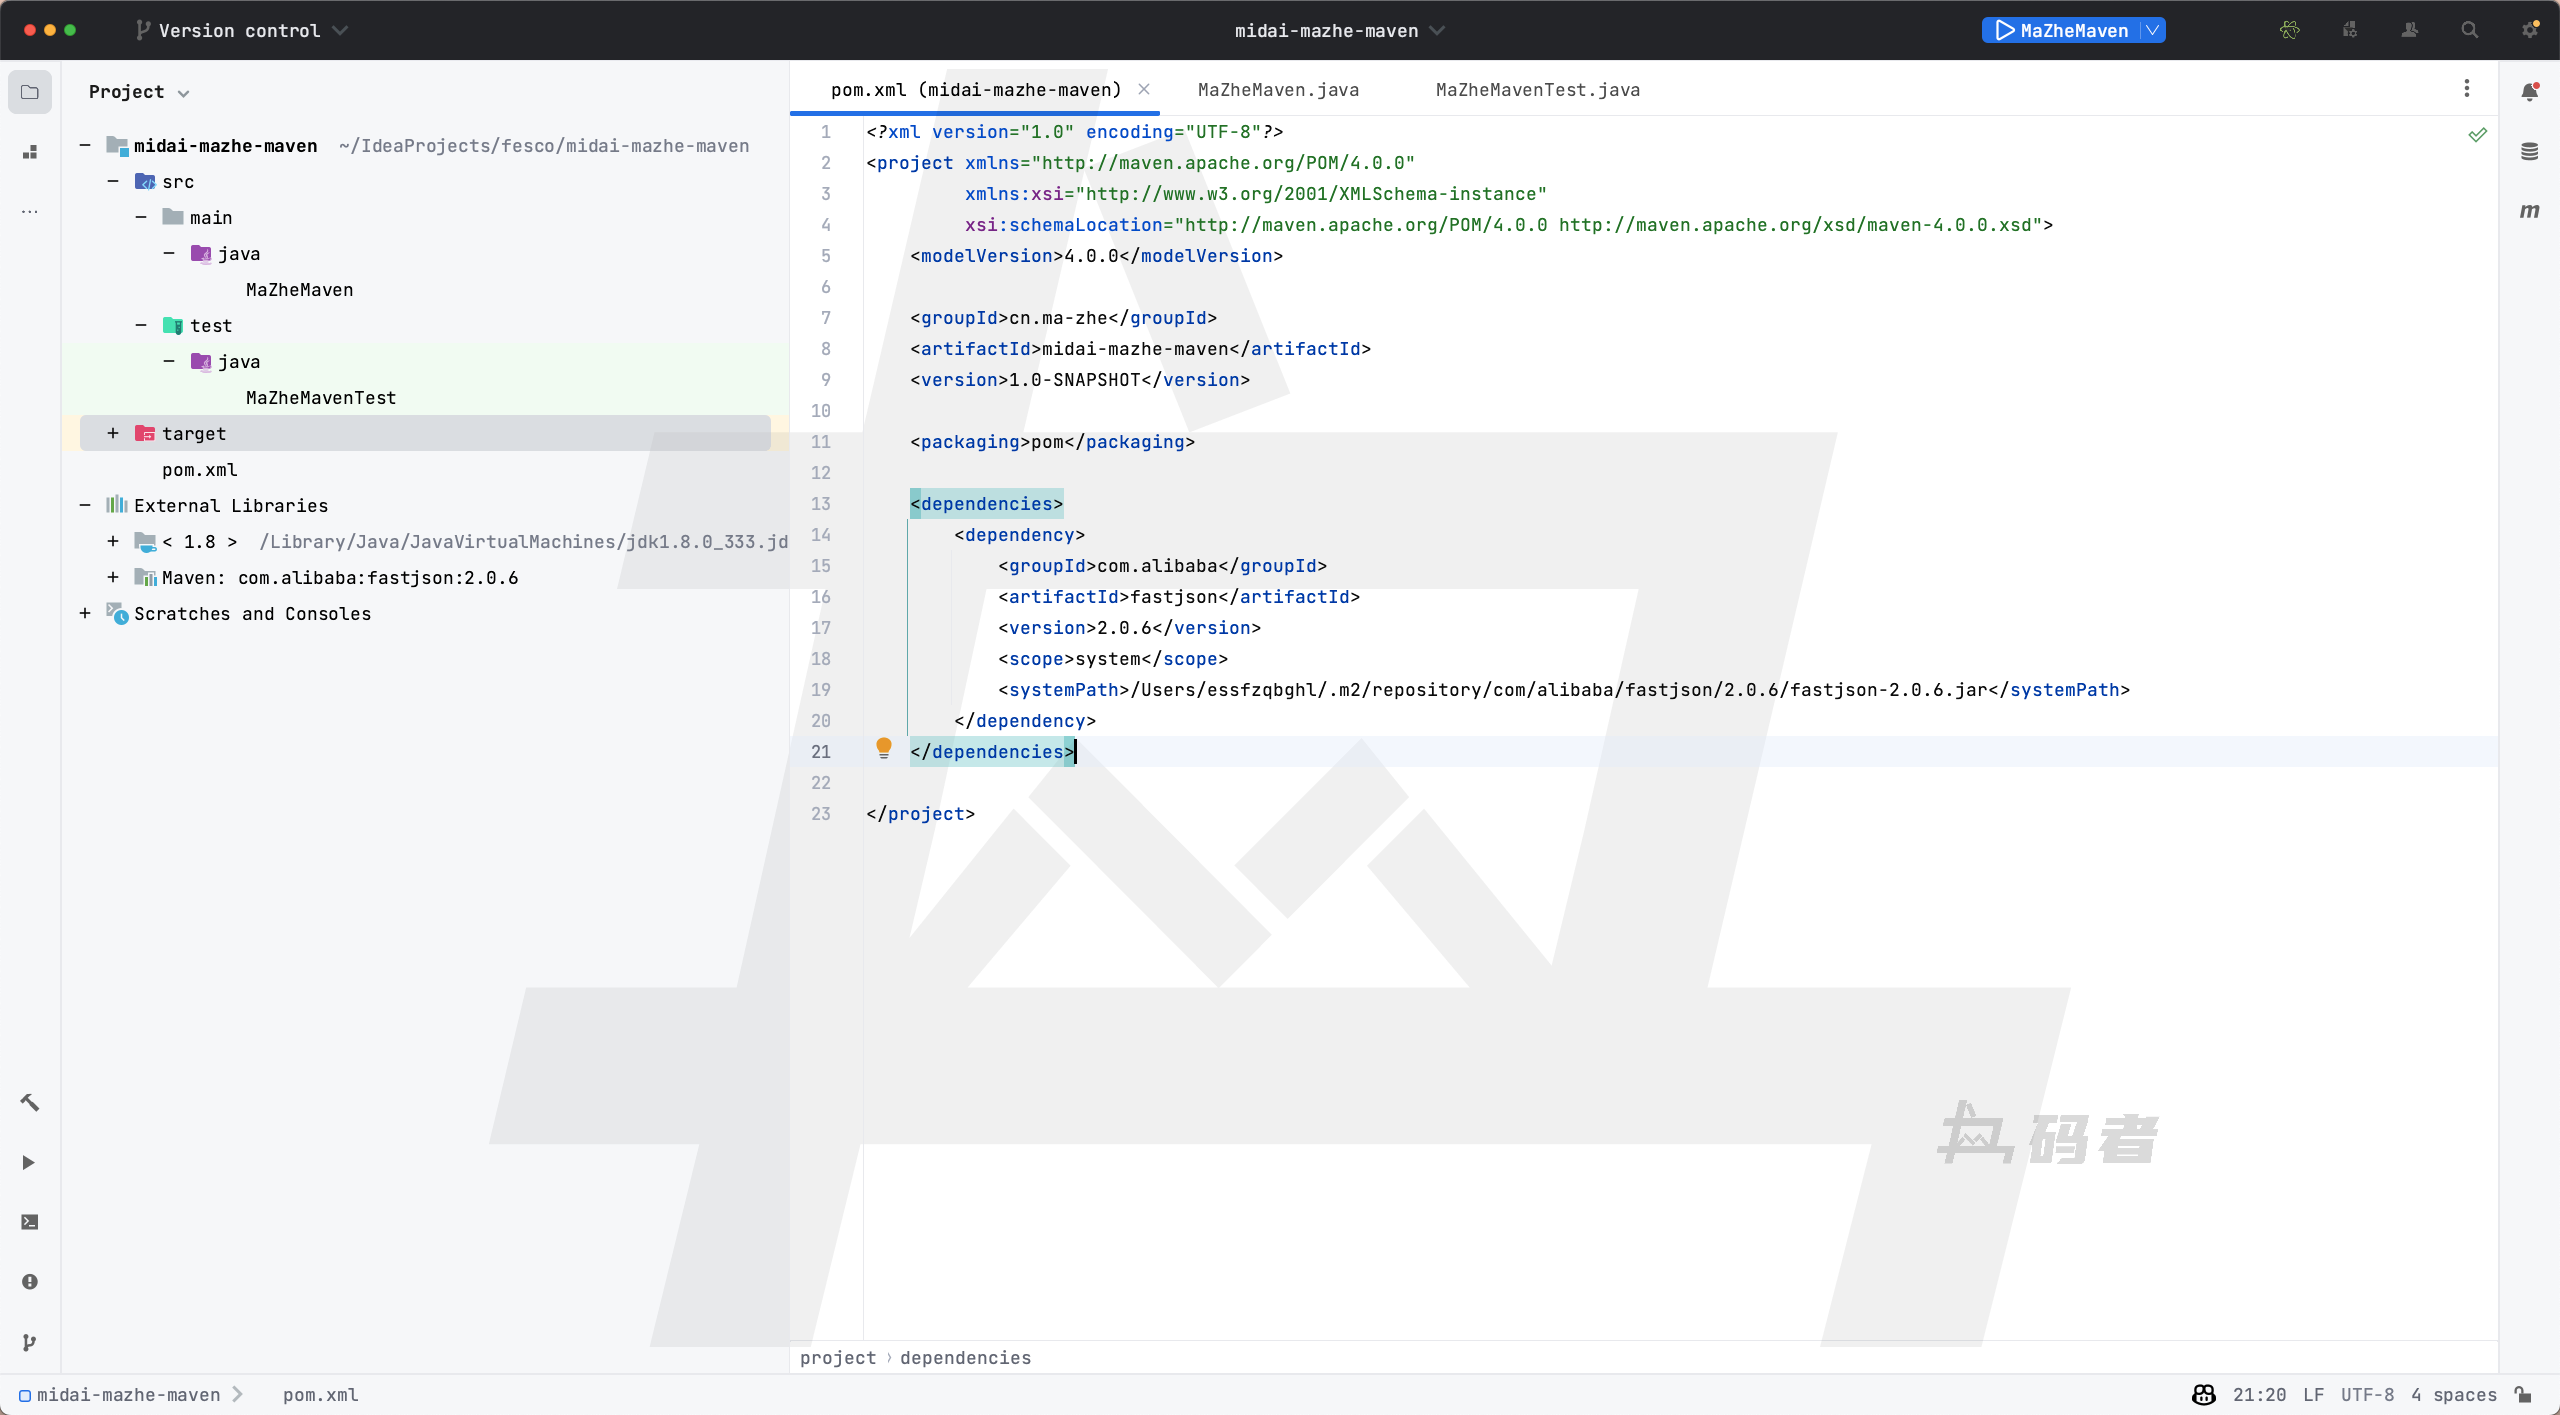 Version control
midai-mazhe-maven
MaZheMaven
Project
midai-mazhe-maven ~/IdeaProjects/fesco/midai-mazhe-maven
src
main
java
MaZheMaven
test
java
MaZheMavenTest
target
pom.xml
External Libraries
< 1.8 > /Library/Java/JavaVirtualMachines/jdk1.8.0_333.jd
Maven: com.alibaba:fastjson:2.0.6
Scratches and Consoles
pom.xml (midai-mazhe-maven) MaZheMaven.java MaZheMavenTest.java
1 <?xml version="1.0" encoding="UTF-8"?>
2 <project xmlns="http://maven.apache.org/POM/4.0.0"
3 xmlns:xsi="http://www.w3.org/2001/XMLSchema-instance"
4 xsi:schemaLocation="http://maven.apache.org/POM/4.0.0 http://maven.apache.org/xsd/maven-4.0.0.xsd">
5 <modelVersion>4.0.0</modelVersion>
6
7 <groupId>cn.ma-zhe</groupId>
8 <artifactId>midai-mazhe-maven</artifactId>
9 <version>1.0-SNAPSHOT</version>
10
11 <packaging>pom</packaging>
12
13 <dependencies>
14 <dependency>
15 <groupId>com.alibaba</groupId>
16 <artifactId>fastjson</artifactId>
17 <version>2.0.6</version>
18 <scope>system</scope>
19 <systemPath>/Users/essfzqbghl/.m2/repository/com/alibaba/fastjson/2.0.6/fastjson-2.0.6.jar</systemPath>
20 </dependency>
21 </dependencies>
22
23 </project>
码者
project › dependencies
midai-mazhe-maven > pom.xml
21:20 LF UTF-8 4 spaces